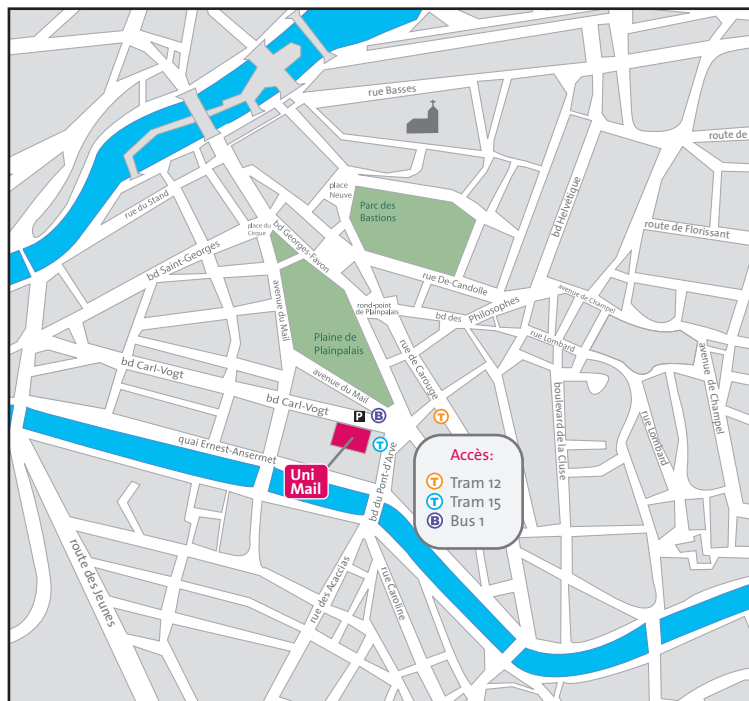 rue Basses
route de
place
Neuve
Parc des
Bastions
rue du Stand
bd Helvétique
route de Florissant
place du
Cirque
bd Georges-Favon
bd Saint-Georges
rue De-Candolle
avenue du Mail
avenue de Champel
rond-point
de Plainpalais
bd des Philosophes
Plaine de
Plainpalais
rue de Carouge
rue Lombard
avenue de Champel
bd Carl-Vogt
avenue du Mail
boulevard de la Cluse
bd Carl-Vogt
P
B
T
rue Lombard
quai Ernest-Ansermet
T
Uni
Mail
bd du Pont-d'Arve
Accès:
T Tram 12
T Tram 15
B Bus 1
route des Jeunes
rue des Acaccias
rue Caroline